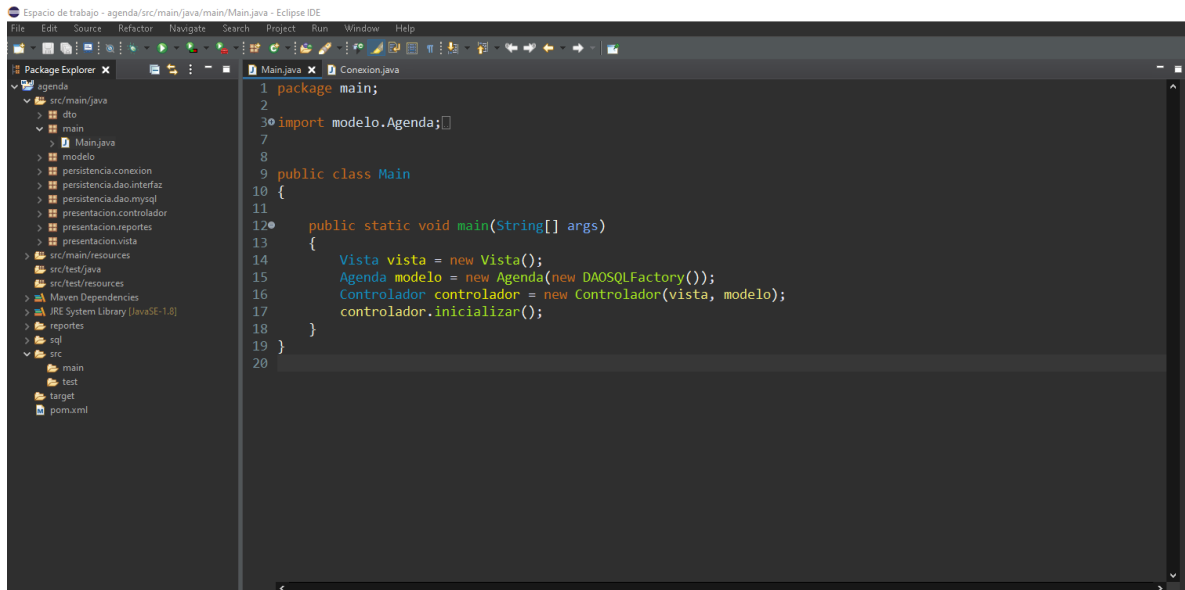 Espacio de trabajo - agenda/src/main/java/main/Main.java - Eclipse IDE
File Edit Source Refactor Navigate Search Project Run Window Help
Package Explorer
agenda
src/main/java
dto
main
Main.java
modelo
persistencia.conexion
persistencia.dao.interfaz
persistencia.dao.mysql
presentacion.controlador
presentacion.reportes
presentacion.vista
src/main/resources
src/test/java
src/test/resources
Maven Dependencies
JRE System Library [JavaSE-1.8]
reportes
sql
src
main
test
target
pom.xml
Main.java Conexion.java
1 package main;
2
3 import modelo.Agenda;
7
8
9 public class Main
10 {
11
12 public static void main(String[] args)
13 {
14 Vista vista = new Vista();
15 Agenda modelo = new Agenda(new DAOSQLFactory());
16 Controlador controlador = new Controlador(vista, modelo);
17 controlador.inicializar();
18 }
19 }
20